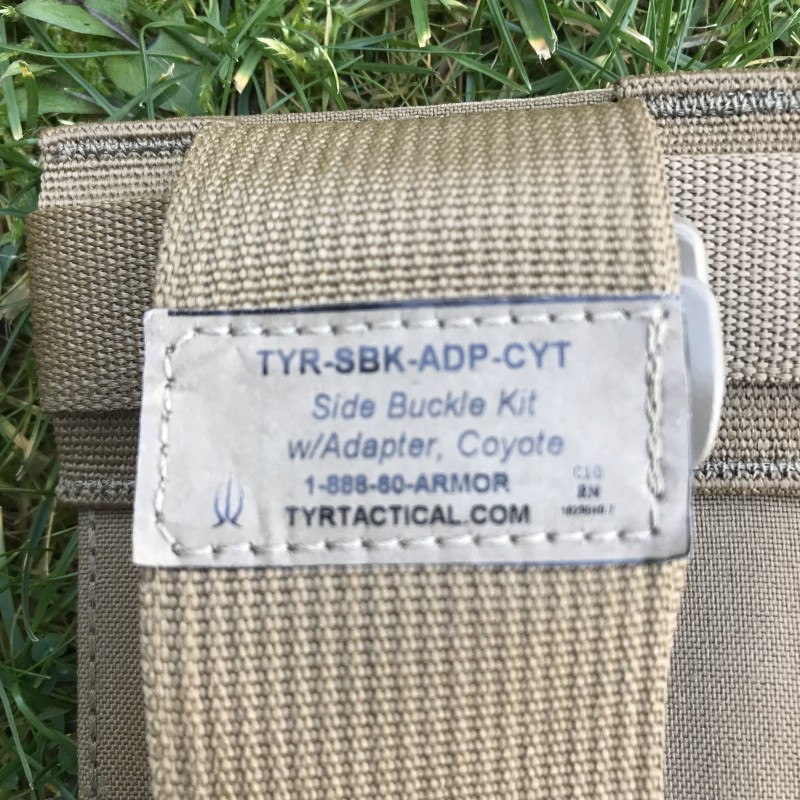 TYR-SBK-ADP-CYT
Side Buckle Kit
w/Adapter, Coyote
1-888-80-ARMOR
TYRTACTICAL.COM